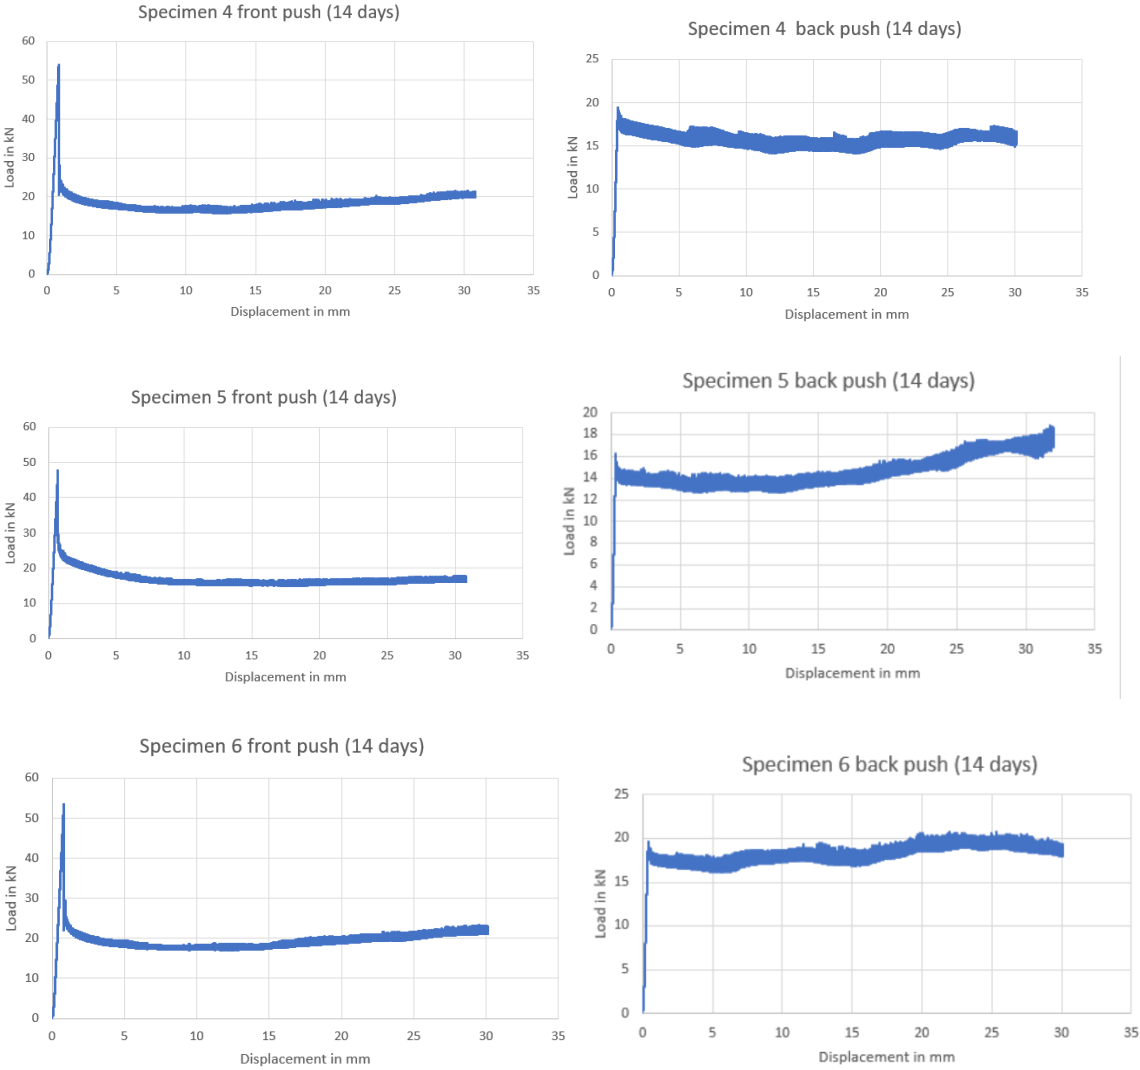 Specimen 4 front push (14 days)
60
50
40
30
20
10
0
Load in kN
0 5 10 15 20 25 30 35
Displacement in mm
Specimen 4 back push (14 days)
25
20
15
10
5
0
Load in kN
0 5 10 15 20 25 30 35
Displacement in mm
Specimen 5 front push (14 days)
60
50
40
30
20
10
0
Load in kN
0 5 10 15 20 25 30 35
Displacement in mm
Specimen 5 back push (14 days)
20
18
16
14
12
10
8
6
4
2
0
Load in kN
0 5 10 15 20 25 30 35
Displacement in mm
Specimen 6 front push (14 days)
60
50
40
30
20
10
0
Load in kN
0 5 10 15 20 25 30 35
Displacement in mm
Specimen 6 back push (14 days)
25
20
15
10
5
0
Load in kN
0 5 10 15 20 25 30 35
Displacement in mm